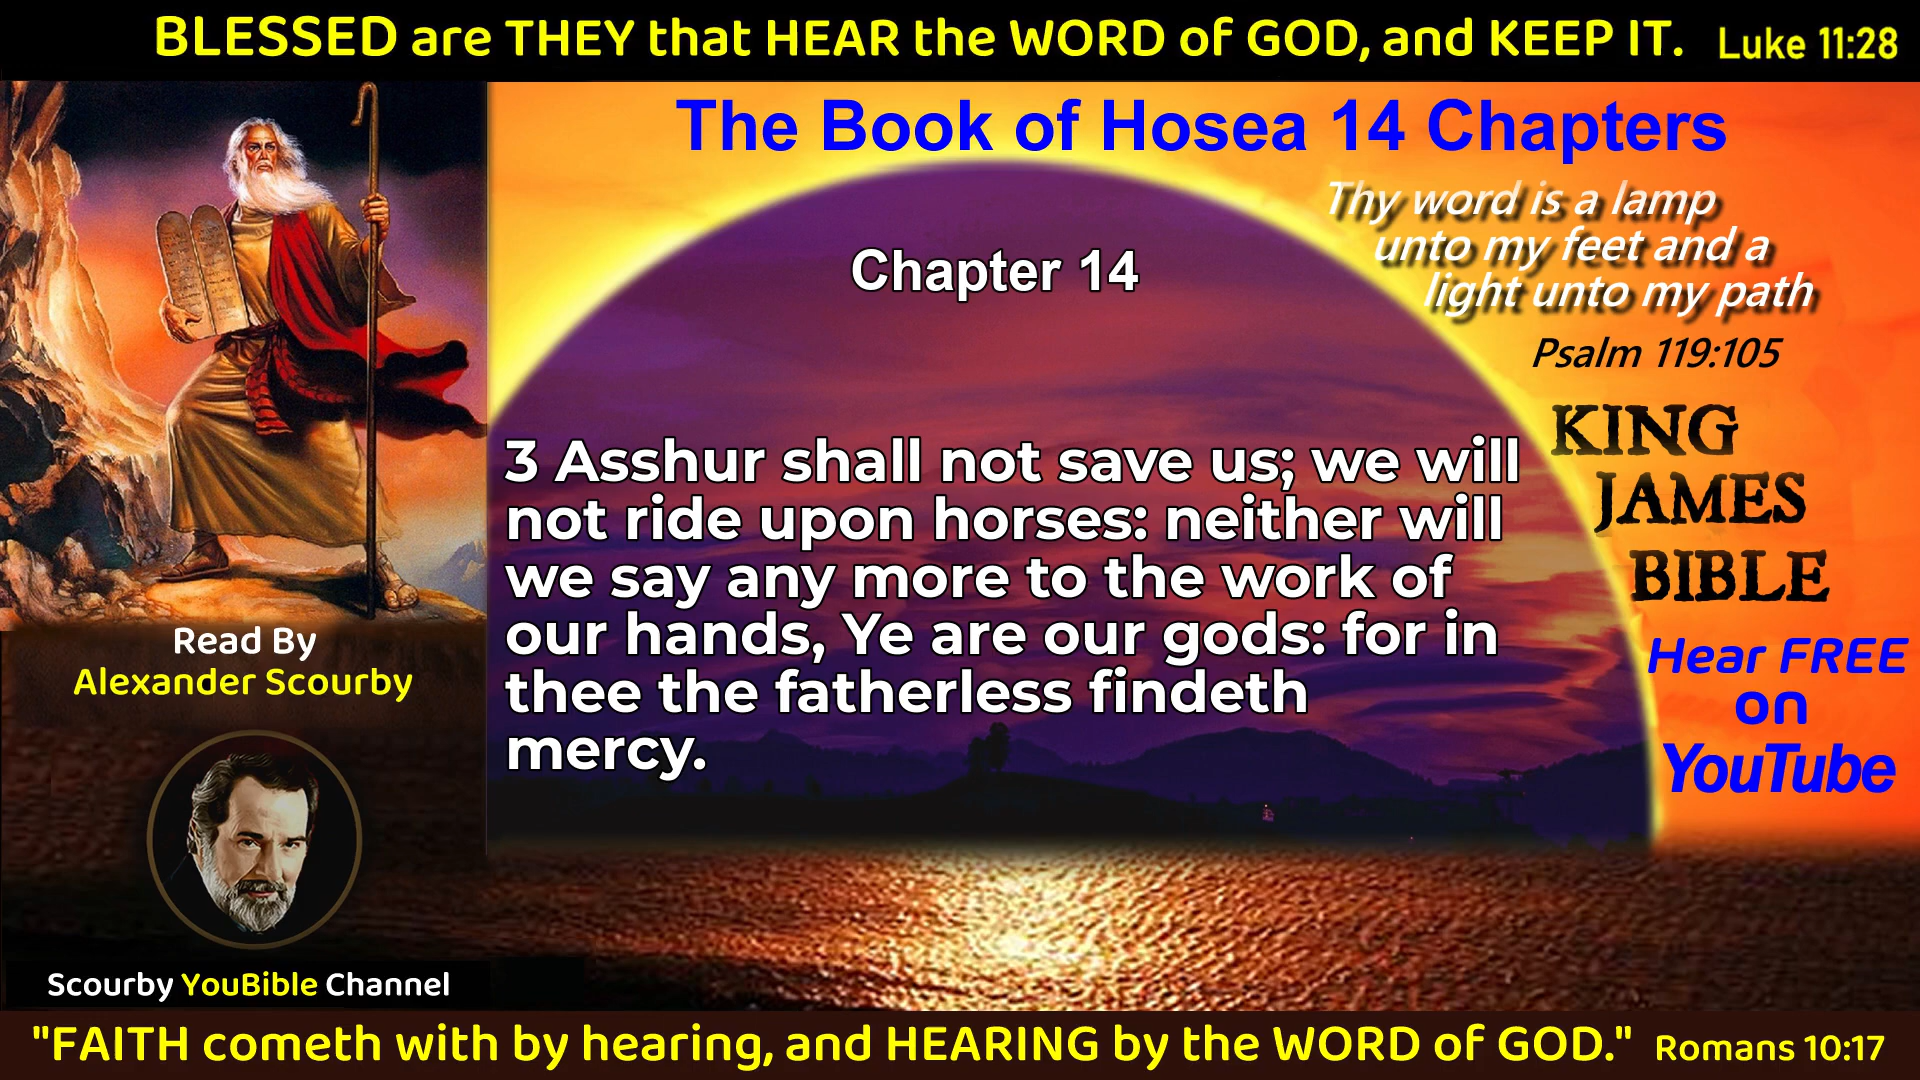 BLESSED are THEY that HEAR the WORD of GOD, and KEEP IT. Luke 11:28
The Book of Hosea 14 Chapters
Thy word is a lamp
unto my feet and a
light unto my path
Psalm 119:105
Chapter 14
3 Asshur shall not save us; we will
not ride upon horses: neither will
we say any more to the work of
our hands, Ye are our gods: for in
thee the fatherless findeth
mercy.
KING
JAMES
BIBLE
Hear FREE
on
YouTube
Read By
Alexander Scourby
Scourby YouBible Channel
"FAITH cometh with by hearing, and HEARING by the WORD of GOD." Romans 10:17